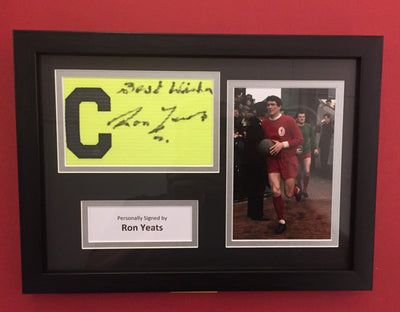 Best Wishes
C Ron Yeats
Personally Signed by
Ron Yeats